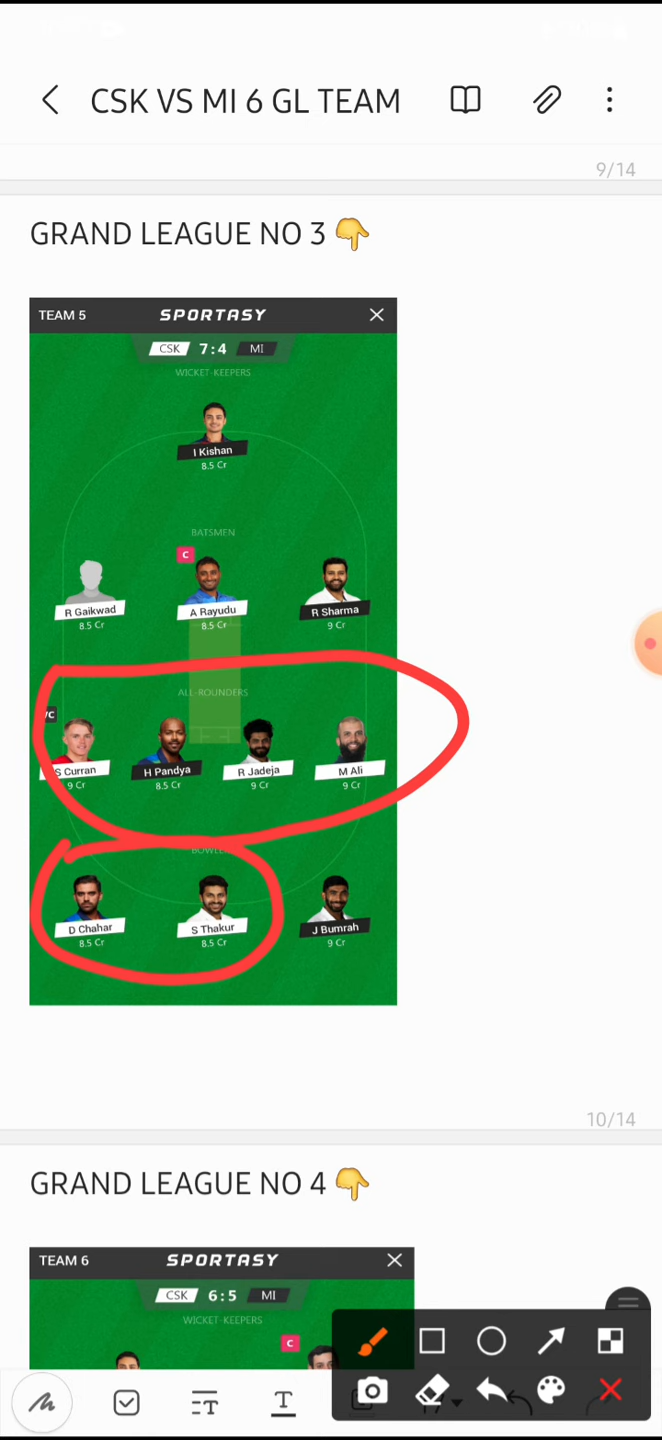 CSK VS MI 6 GL TEAM
9/14
GRAND LEAGUE NO 3 👇
TEAM 5 SPORTASY
CSK 7:4 MI
WICKET-KEEPERS
I Kishan
8.5 Cr
BATSMEN
C
R Gaikwad A Rayudu R Sharma
8.5 Cr 8.5 Cr 9 Cr
ALL-ROUNDERS
VC
S Curran H Pandya R Jadeja M Ali
9 Cr 8.5 Cr 9 Cr 9 Cr
D Chahar S Thakur J Bumrah
8.5 Cr 8.5 Cr 9 Cr
10/14
GRAND LEAGUE NO 4 👇
TEAM 6 SPORTASY
CSK 6:5 MI
WICKET-KEEPERS
C